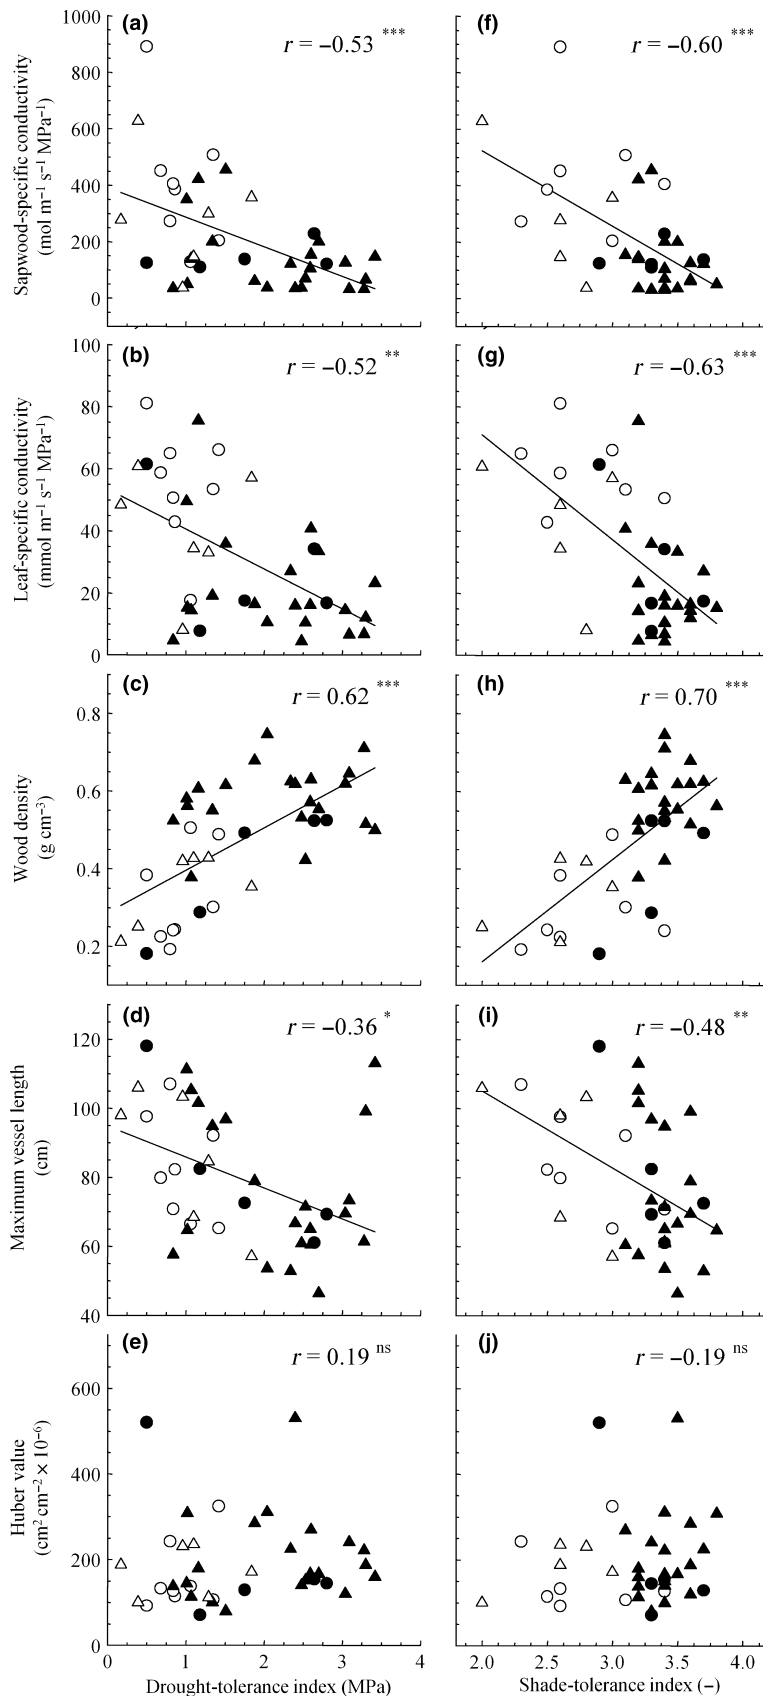 (a)
r = −0.53 ***
1000
800
600
400
200
0
Sapwood-specific conductivity
(mol m⁻¹ s⁻¹ MPa⁻¹)
(f)
r = −0.60 ***
(b)
r = −0.52 **
100
80
60
40
20
0
Leaf-specific conductivity
(mmol m⁻¹ s⁻¹ MPa⁻¹)
(g)
r = −0.63 ***
(c)
r = 0.62 ***
0.8
0.6
0.4
0.2
Wood density
(g cm⁻³)
(h)
r = 0.70 ***
(d)
r = −0.36 *
120
100
80
60
40
Maximum vessel length
(cm)
(i)
r = −0.48 **
(e)
r = 0.19 ns
600
400
200
0
Huber value
(cm² cm⁻² × 10⁻⁶)
(j)
r = −0.19 ns
0 1 2 3 4
Drought-tolerance index (MPa)
2.0 2.5 3.0 3.5 4.0
Shade-tolerance index (–)